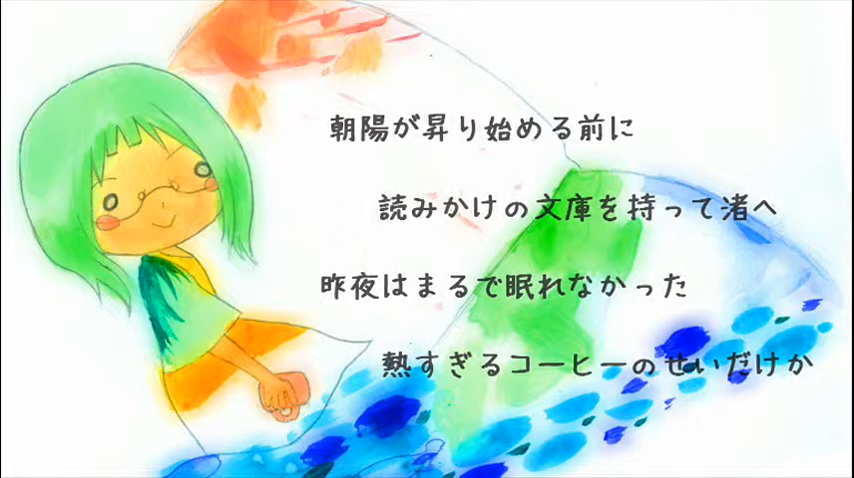 朝陽が昇り始める前に
読みかけの文庫を持って渚へ
昨夜はまるで眠れなかった
熱すぎるコーヒーのせいだけか